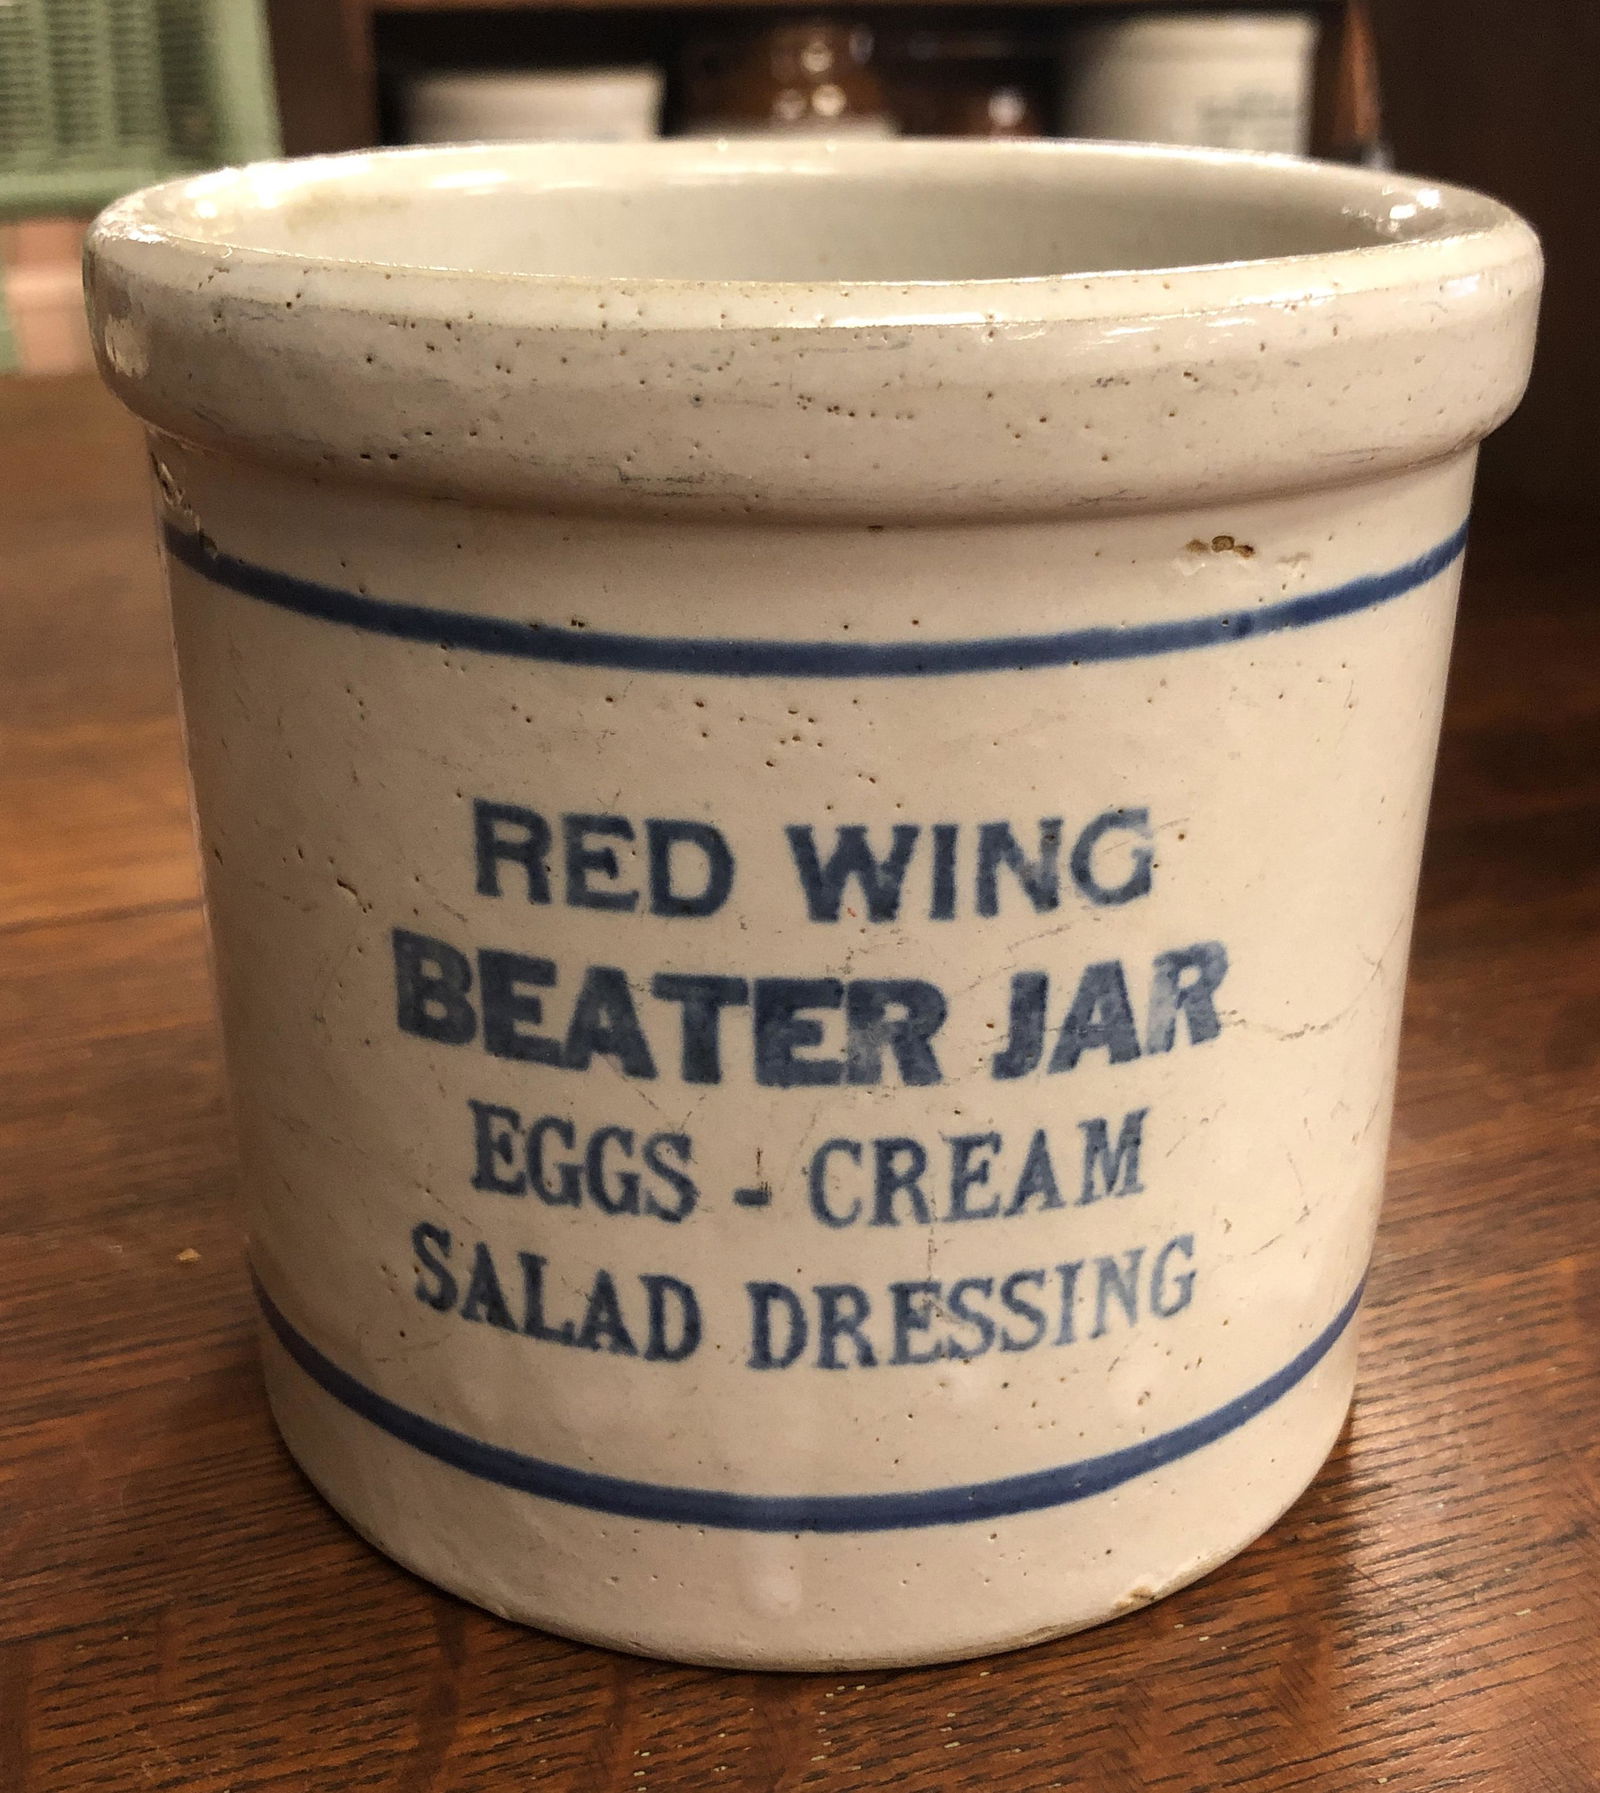 RED WING
BEATER JAR
EGGS - CREAM
SALAD DRESSING